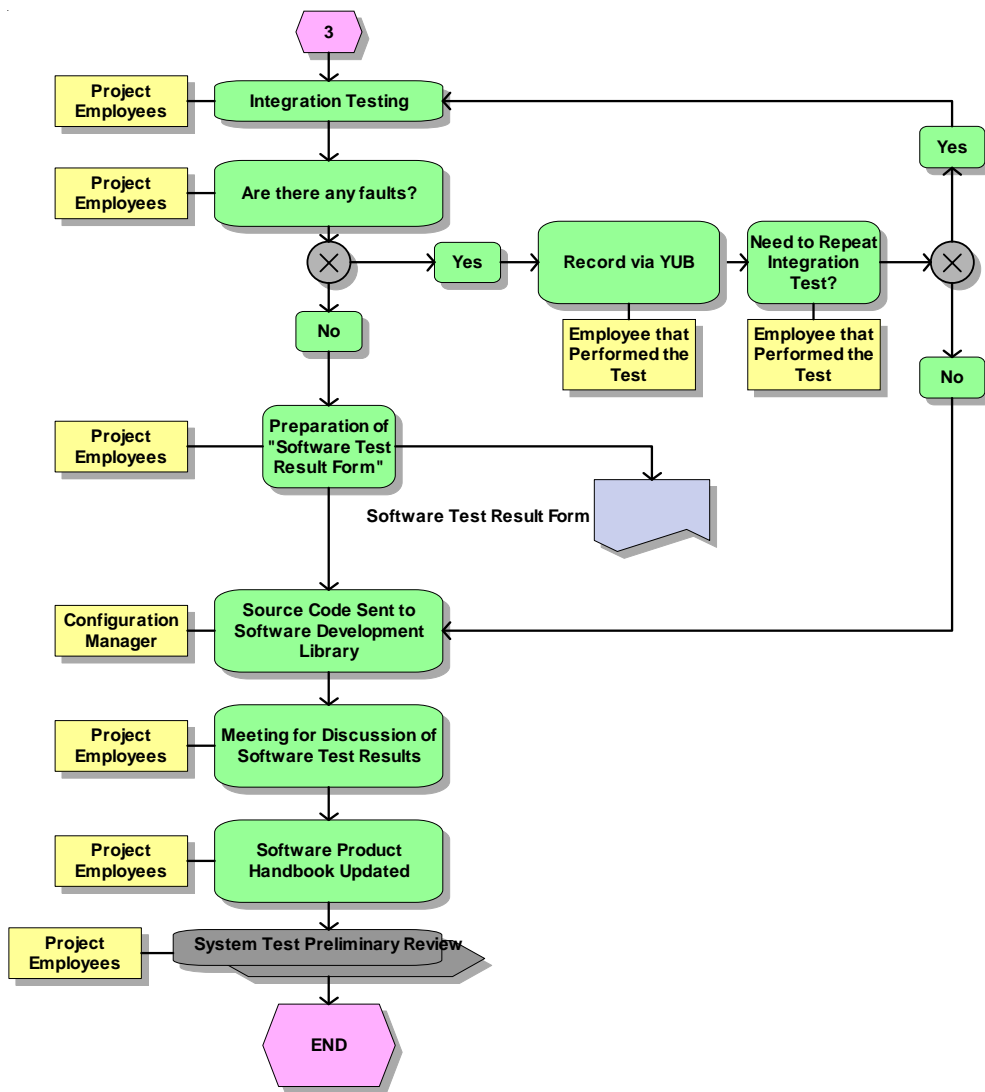 3
Project
Employees
Integration Testing
Yes
Project
Employees
Are there any faults?
Yes
Record via YUB
Need to Repeat
Integration
Test?
No
Employee that
Performed the
Test
Employee that
Performed the
Test
No
Project
Employees
Preparation of
"Software Test
Result Form"
Software Test Result Form
Configuration
Manager
Source Code Sent to
Software Development
Library
Project
Employees
Meeting for Discussion of
Software Test Results
Project
Employees
Software Product
Handbook Updated
Project
Employees
System Test Preliminary Review
END